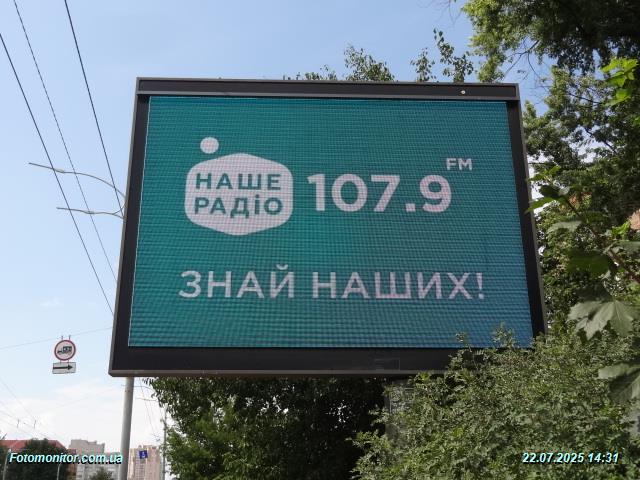 НАШЕ
РАДіО
107.9 FM
ЗНАЙ НАШИХ!
Fotomonitor.com.ua
22.07.2025 14:31